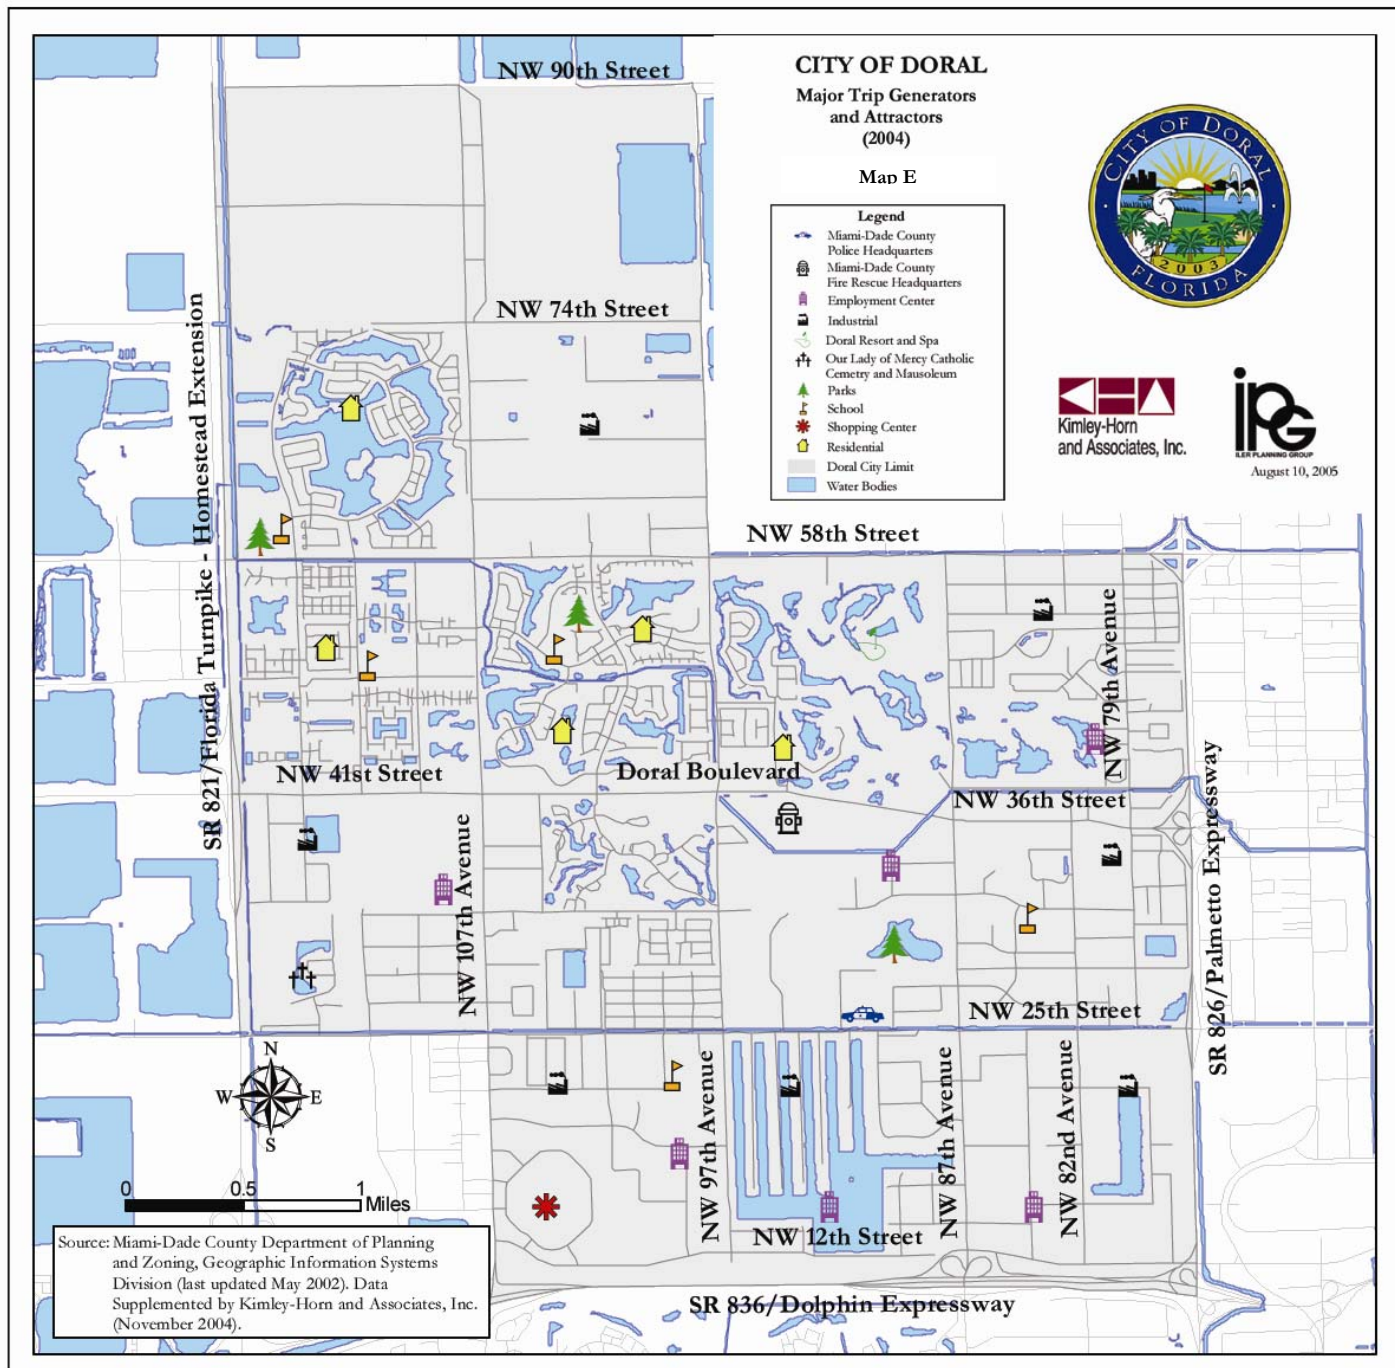 NW 90th Street
CITY OF DORAL
Major Trip Generators
and Attractors
(2004)
Map E
CITY OF DORAL
2003
FLORIDA
Legend
Miami-Dade County
Police Headquarters
Miami-Dade County
Fire Rescue Headquarters
Employment Center
Industrial
Doral Resort and Spa
Our Lady of Mercy Catholic
Cemetry and Mausoleum
Parks
School
Shopping Center
Residential
Doral City Limit
Water Bodies
Kimley-Horn
and Associates, Inc.
IPG
ILER PLANNING GROUP
August 10, 2005
NW 74th Street
SR 821/Florida Turnpike - Homestead Extension
NW 58th Street
NW 79th Avenue
NW 41st Street
Doral Boulevard
NW 36th Street
SR 826/Palmetto Expressway
NW 107th Avenue
NW 25th Street
N
W
E
S
NW 97th Avenue
NW 87th Avenue
NW 82nd Avenue
NW 12th Street
0 0.5 1
Miles
SR 836/Dolphin Expressway
Source: Miami-Dade County Department of Planning
and Zoning, Geographic Information Systems
Division (last updated May 2002). Data
Supplemented by Kimley-Horn and Associates, Inc.
(November 2004).